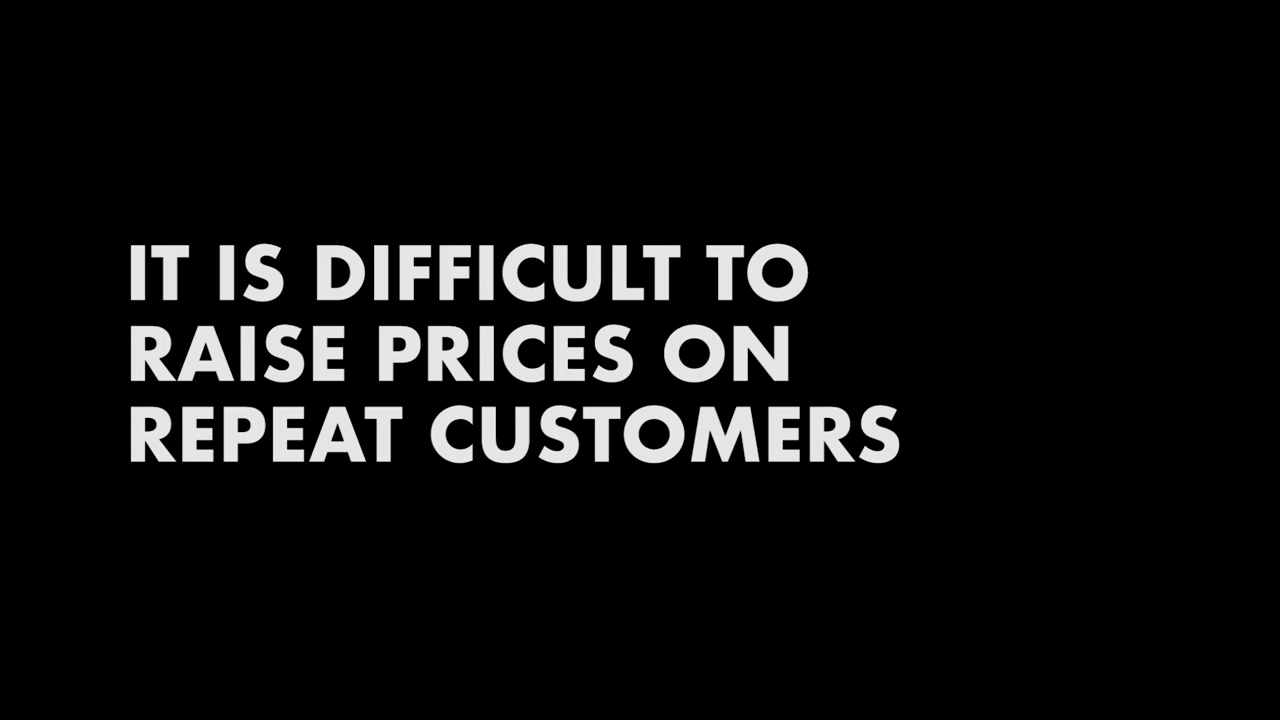 IT IS DIFFICULT TO
RAISE PRICES ON
REPEAT CUSTOMERS